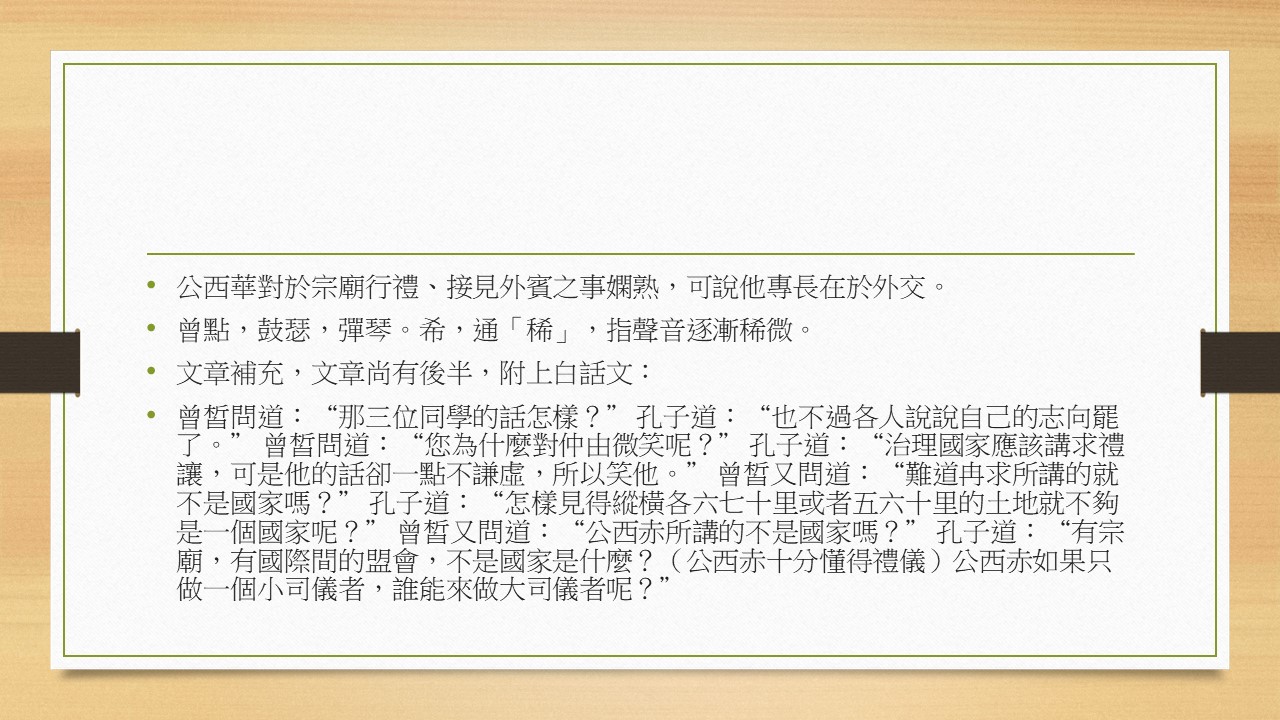 • 公西華對於宗廟行禮、接見外賓之事嫻熟，可說他專長在於外交。
• 曾點，鼓瑟，彈琴。希，通「稀」，指聲音逐漸稀微。
• 文章補充，文章尚有後半，附上白話文：
• 曾皙問道：“那三位同學的話怎樣？” 孔子道：“也不過各人說說自己的志向罷
了。” 曾皙問道：“您為什麼對仲由微笑呢？” 孔子道：“治理國家應該講求禮
讓，可是他的話卻一點不謙虛，所以笑他。” 曾皙又問道：“難道冉求所講的就
不是國家嗎？” 孔子道：“怎樣見得縱橫各六七十里或者五六十里的土地就不夠
是一個國家呢？” 曾皙又問道：“公西赤所講的不是國家嗎？” 孔子道：“有宗
廟，有國際間的盟會，不是國家是什麼？（公西赤十分懂得禮儀）公西赤如果只
做一個小司儀者，誰能來做大司儀者呢？”